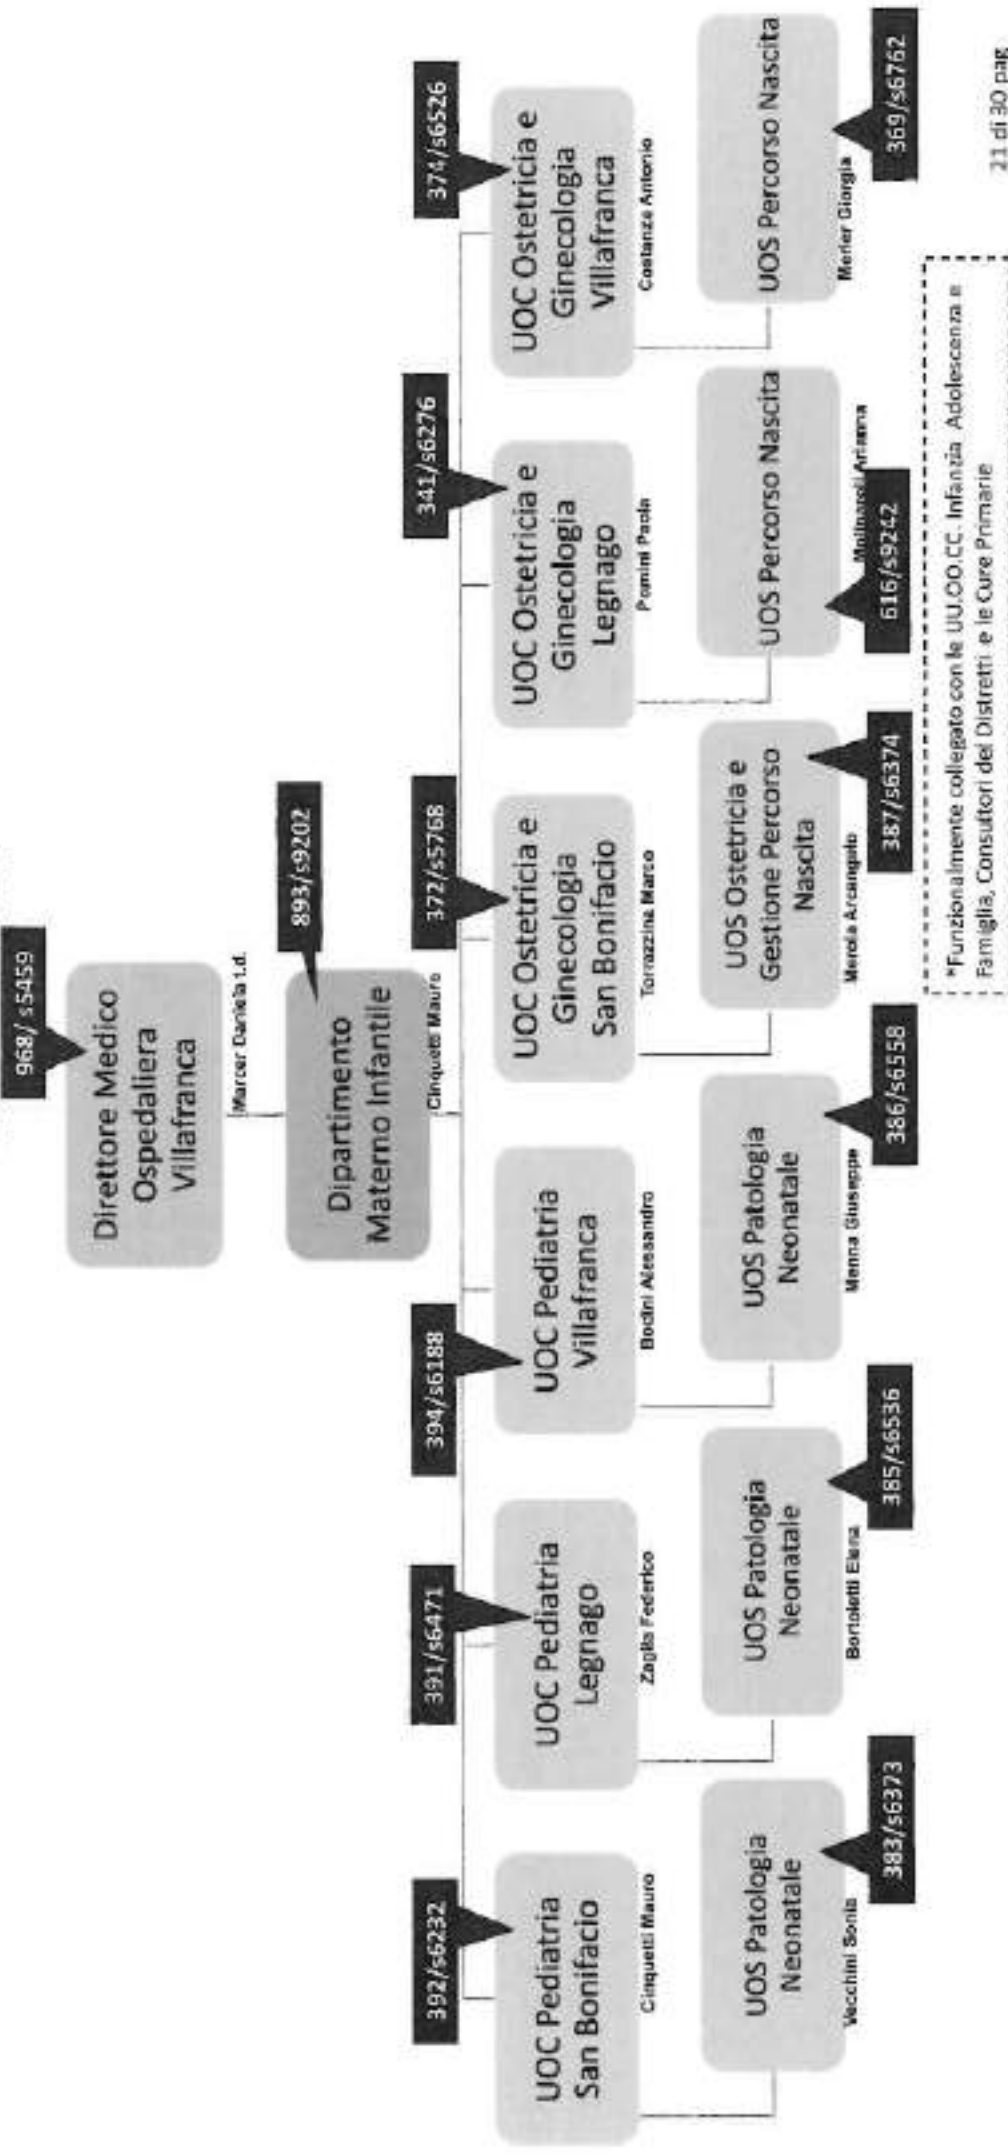 968/ s5459
Direttore Medico
Ospedaliera
Villafranca
Marcer Daniela t.d.
893/s9202
Dipartimento
Materno Infantile
Cinquetti Mauro
392/s6232
391/s6471
394/s6188
372/s5768
341/s6276
374/s6526
UOC Pediatria
San Bonifacio
Cinquetti Mauro
UOC Pediatria
Legnago
Zaglia Federico
UOC Pediatria
Villafranca
Bodini Alessandro
UOC Ostetricia e
Ginecologia
San Bonifacio
Torrazzina Marco
UOC Ostetricia e
Ginecologia
Legnago
Pomini Paola
UOC Ostetricia e
Ginecologia
Villafranca
Costanza Antonio
UOS Patologia
Neonatale
Vecchini Sonia
383/s6373
UOS Patologia
Neonatale
Bortoletti Elena
385/s6536
UOS Patologia
Neonatale
Menna Giuseppe
386/s6558
UOS Ostetricia e
Gestione Percorso
Nascita
Merola Arcangelo
387/s6374
UOS Percorso Nascita
Arianna
616/s9242
UOS Percorso Nascita
Giorgia
369/s6762
*Funzionalmente collegato con le UU.OO.CC. Infanzia Adolescenza e
Famiglia, Consultori dei Distretti e le Cure Primarie
21 di 30 pag